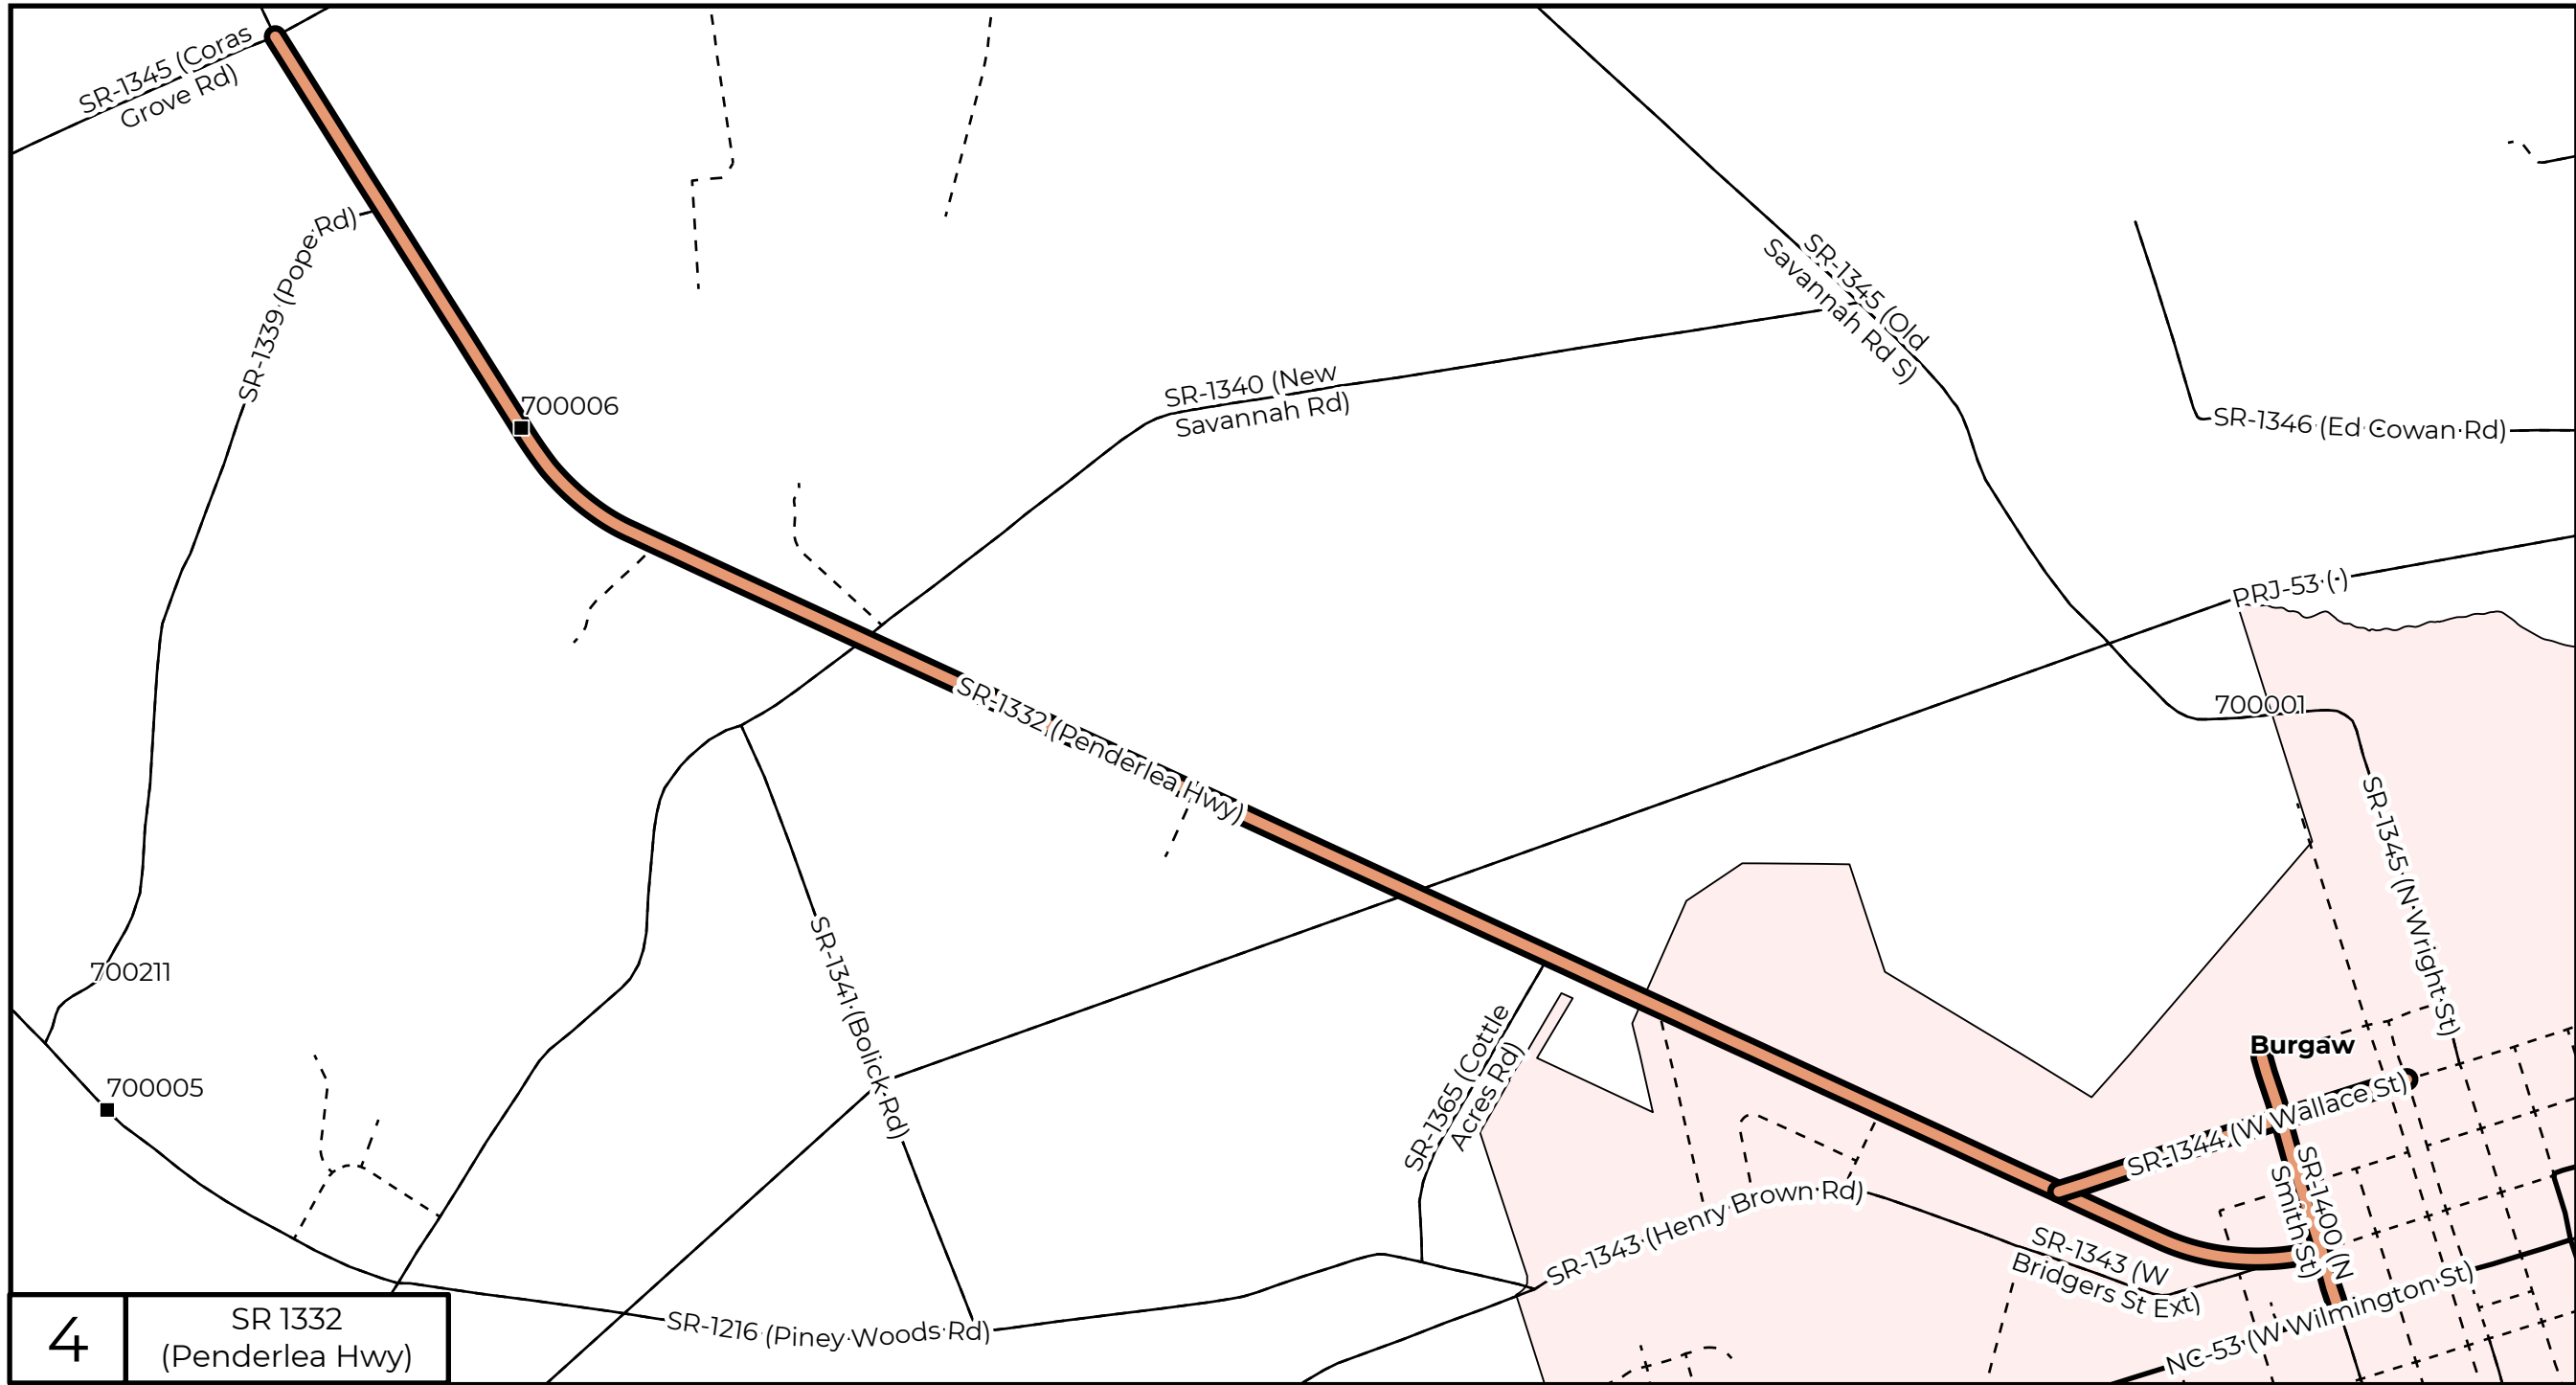 SR-1345 (Coras
Grove Rd)
SR-1339 (Pope Rd)
700006
SR-1340 (New
Savannah Rd)
SR-1345 (Old
Savannah Rd S)
SR-1346 (Ed Cowan Rd)
PRJ-53 (-)
700001
SR-1332 (Penderlea Hwy)
SR-1345 (N Wright St)
SR-1341 (Bolick Rd)
700211
700005
SR-1365 (Cottle
Acres Rd)
Burgaw
SR-1344 (W Wallace St)
SR-1400 (N
Smith St)
SR-1343 (Henry Brown Rd)
SR-1343 (W
Bridgers St Ext)
SR-1216 (Piney Woods Rd)
NC-53 (W Wilmington St)
4
SR 1332
(Penderlea Hwy)